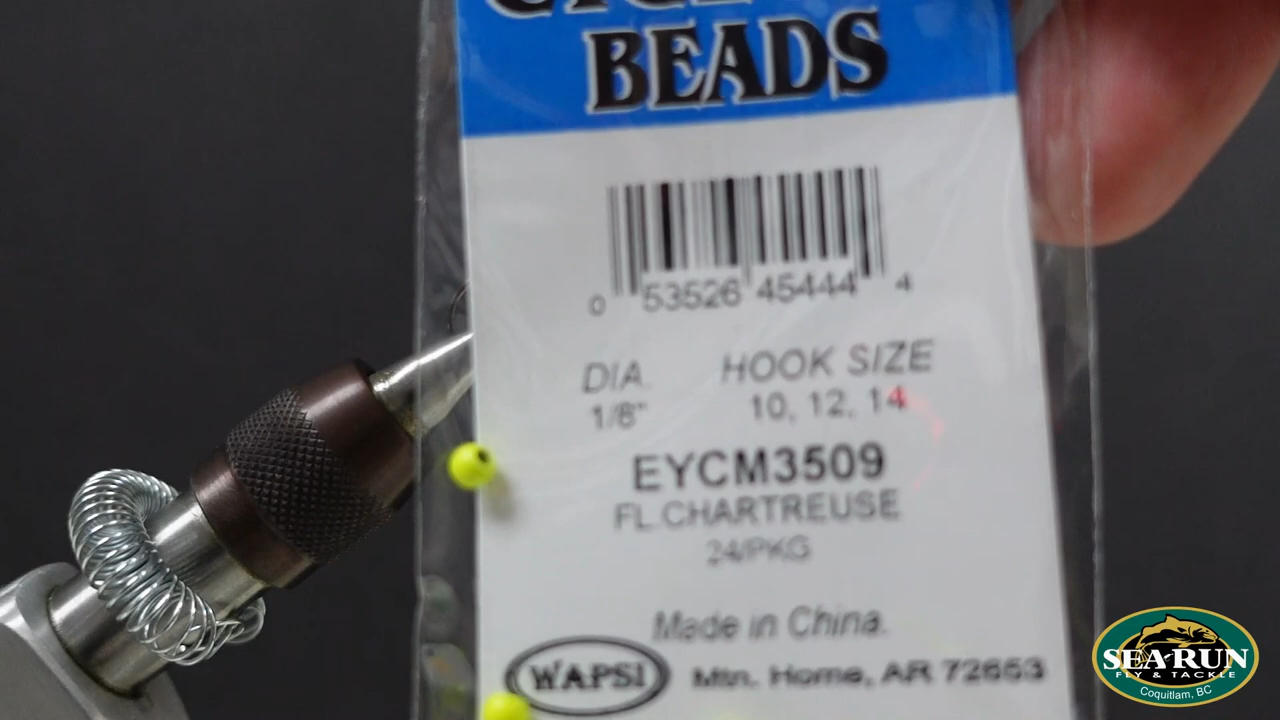 BEADS
0 53526 45444 4
DIA. HOOK SIZE
1/8" 10, 12, 14
EYCM3509
FL.CHARTREUSE
24/PKG
Made in China.
WAPSI Mtn. Home, AR 72653
SEA-RUN
FLY & TACKLE
Coquitlam, BC